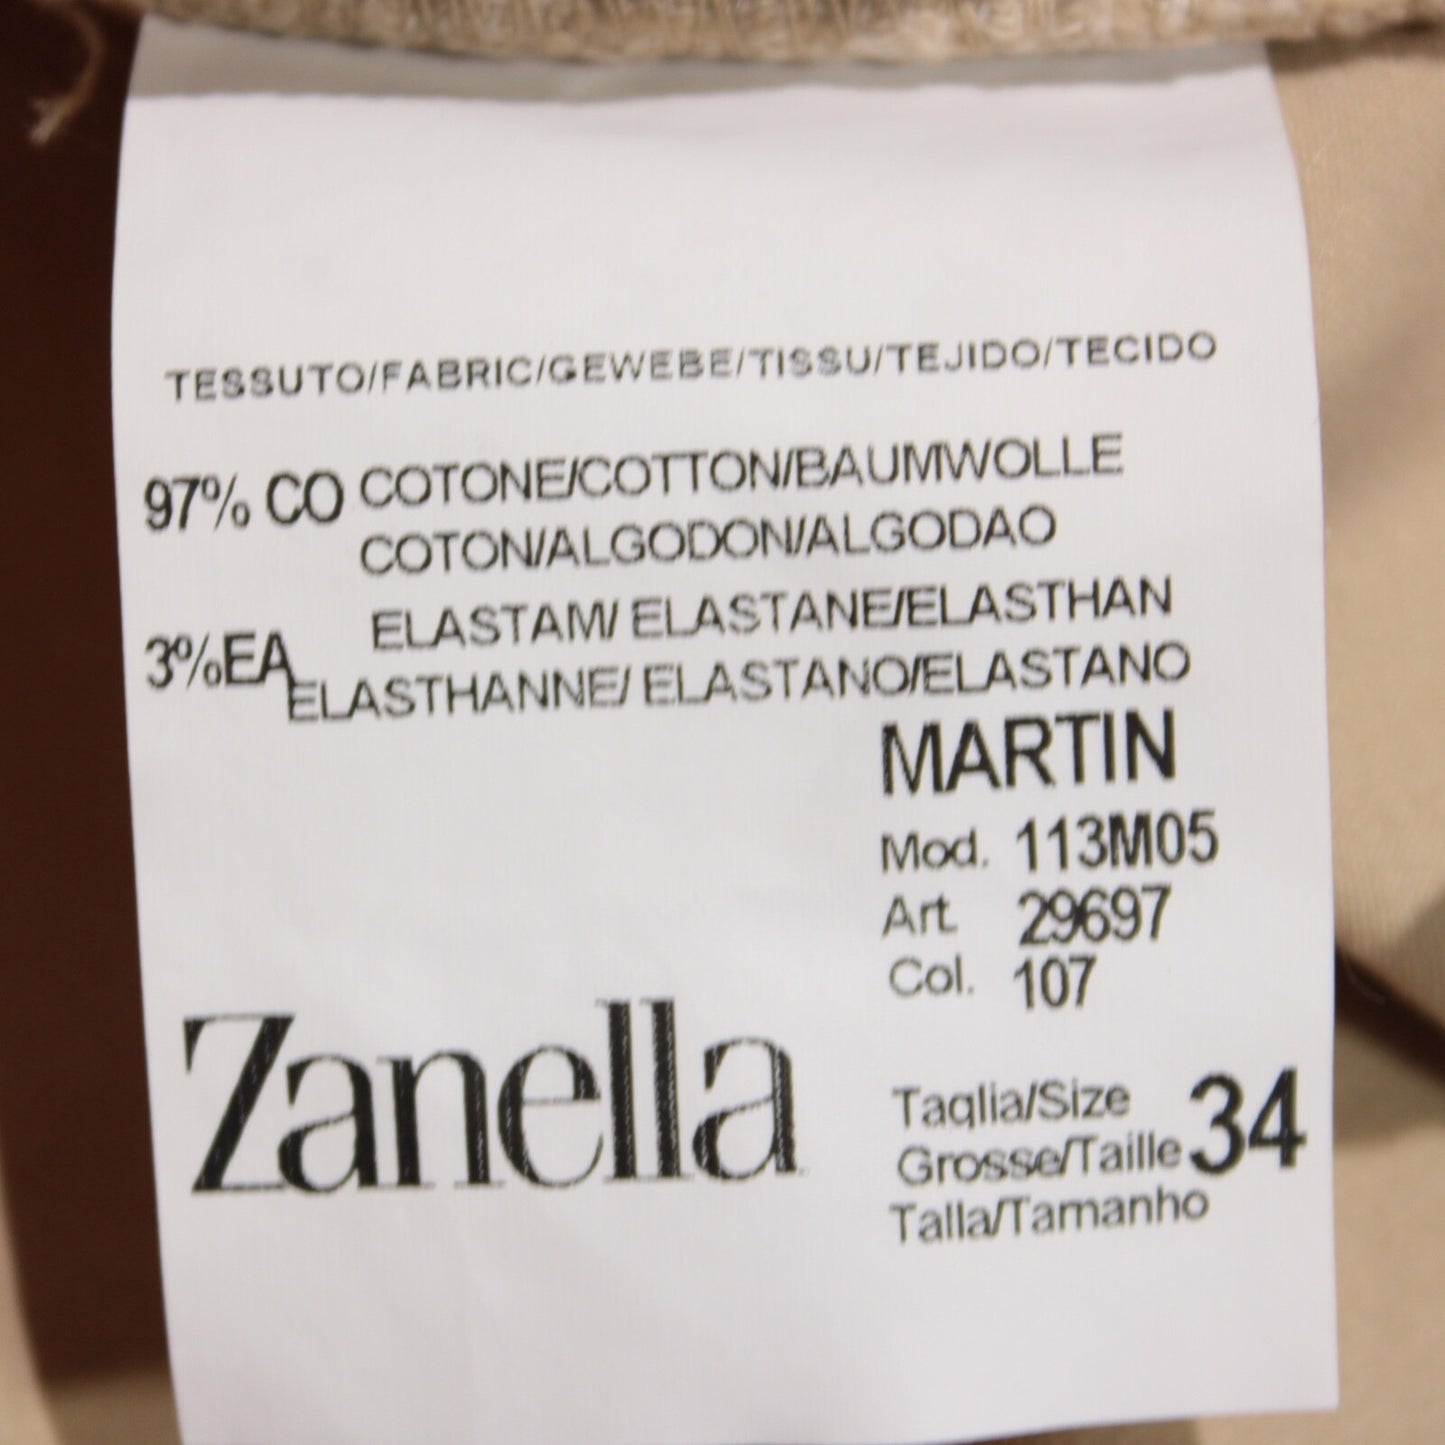 TESSUTO/FABRIC/GEWEBE/TISSU/TEJIDO/TECIDO
97% CO COTONE/COTTON/BAUMWOLLE
COTON/ALGODON/ALGODAO
3%EA ELASTAM/ ELASTANE/ELASTHAN
ELASTHANNE/ ELASTANO/ELASTANO
MARTIN
Mod. 113M05
Art. 29697
Col. 107
Zanella
Taglia/Size
Grosse/Taille 34
Talla/Tamanho